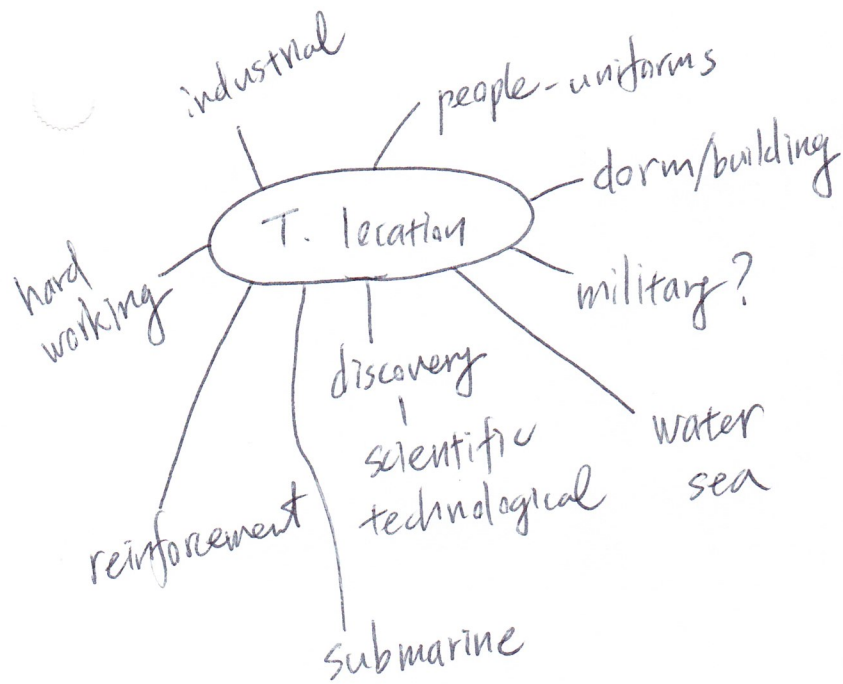 industrial
people-uniforms
dorm/building
T. location
military?
hard
working
discovery
scientific
technological
water
sea
reinforcement
submarine